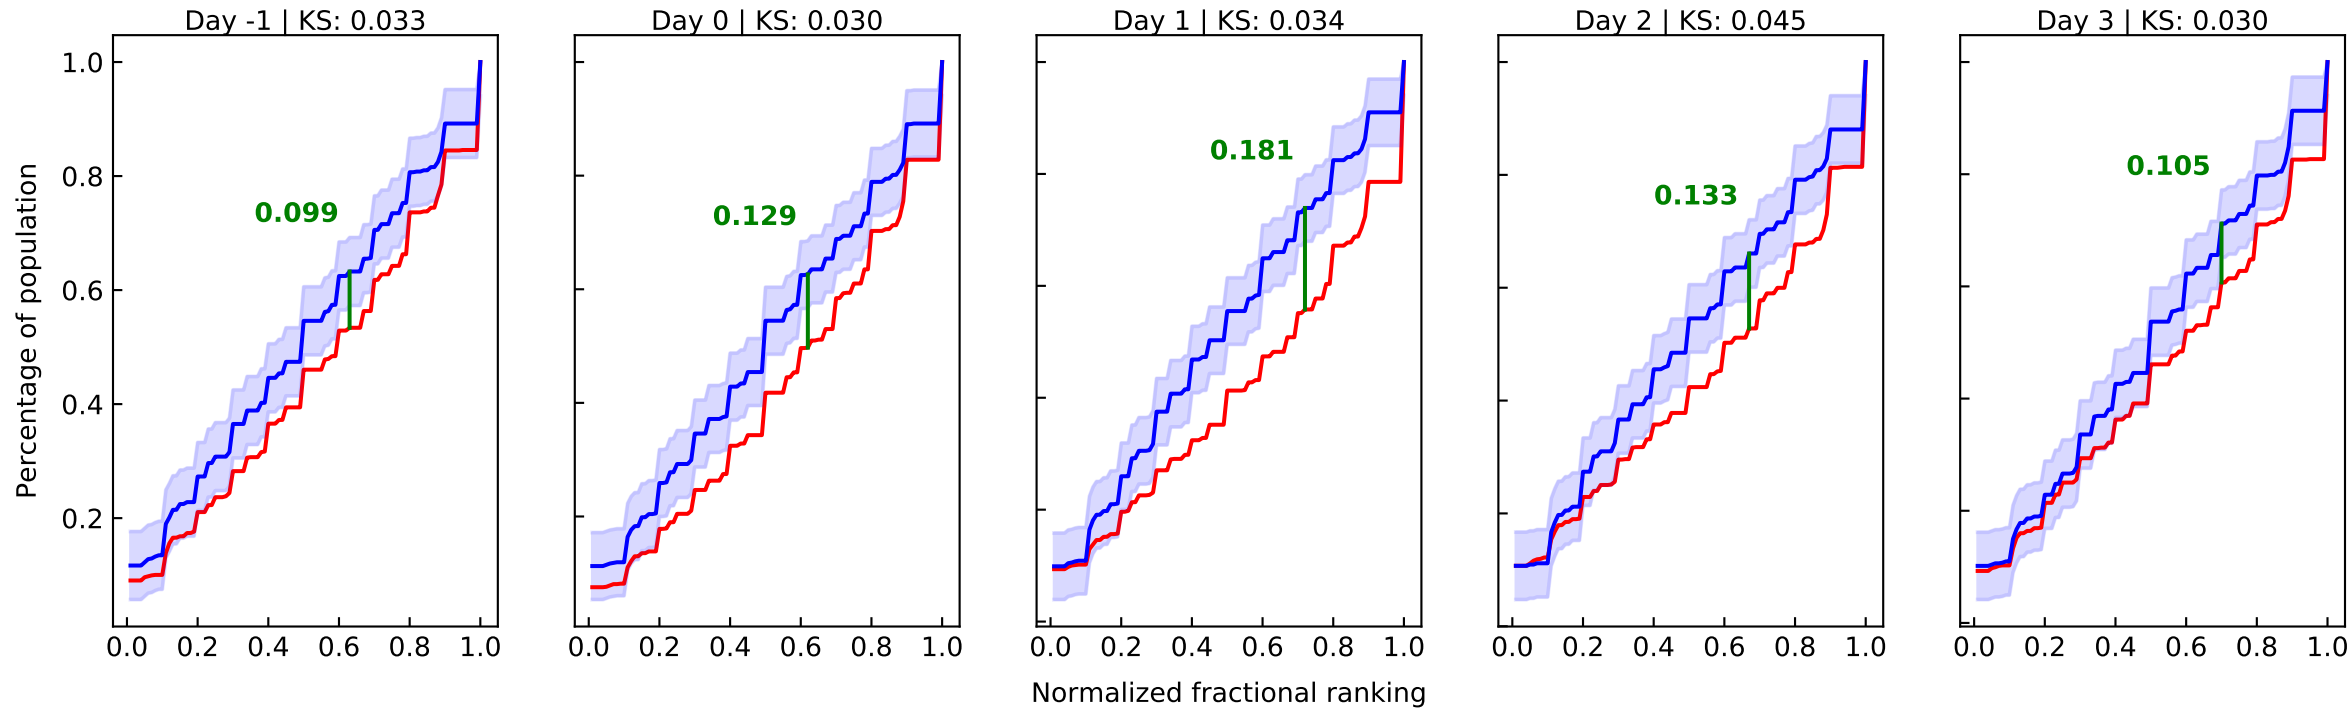 Day -1 | KS: 0.033
Day 0 | KS: 0.030
Day 1 | KS: 0.034
Day 2 | KS: 0.045
Day 3 | KS: 0.030
Percentage of population
1.0
0.8
0.6
0.4
0.2
0.099
0.129
0.181
0.133
0.105
0.0 0.2 0.4 0.6 0.8 1.0
0.0 0.2 0.4 0.6 0.8 1.0
0.0 0.2 0.4 0.6 0.8 1.0
0.0 0.2 0.4 0.6 0.8 1.0
0.0 0.2 0.4 0.6 0.8 1.0
Normalized fractional ranking